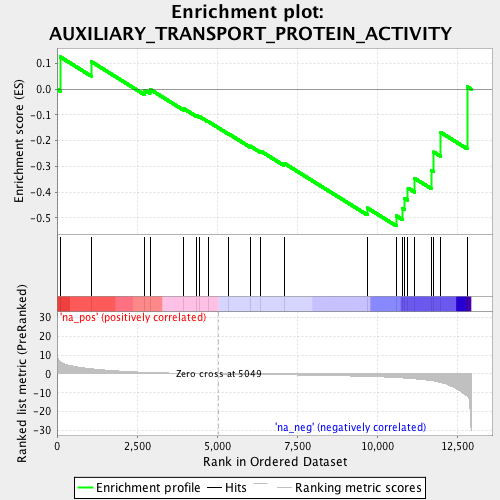 Enrichment plot:
AUXILIARY_TRANSPORT_PROTEIN_ACTIVITY
Enrichment score (ES)
0.1
0.0
-0.1
-0.2
-0.3
-0.4
-0.5
'na_pos' (positively correlated)
Ranked list metric (PreRanked)
30
20
10
0
-10
-20
-30
Zero cross at 5049
'na_neg' (negatively correlated)
0 2,500 5,000 7,500 10,000 12,500
Rank in Ordered Dataset
Enrichment profile Hits Ranking metric scores